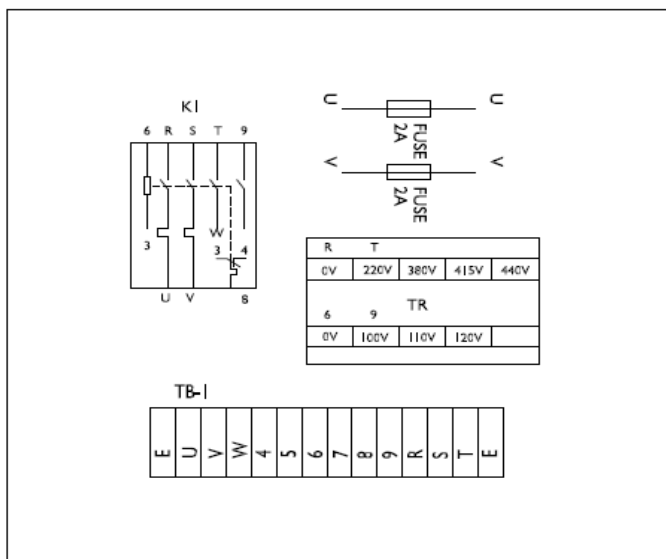 K1
6 R S T 9
3
W
3 4
U V 8
U U
FUSE
2A
V V
FUSE
2A
R T
0V 220V 380V 415V 440V
TR
6 9
0V 100V 110V 120V
TB-1
E U V W 4 5 6 7 8 9 R S T E